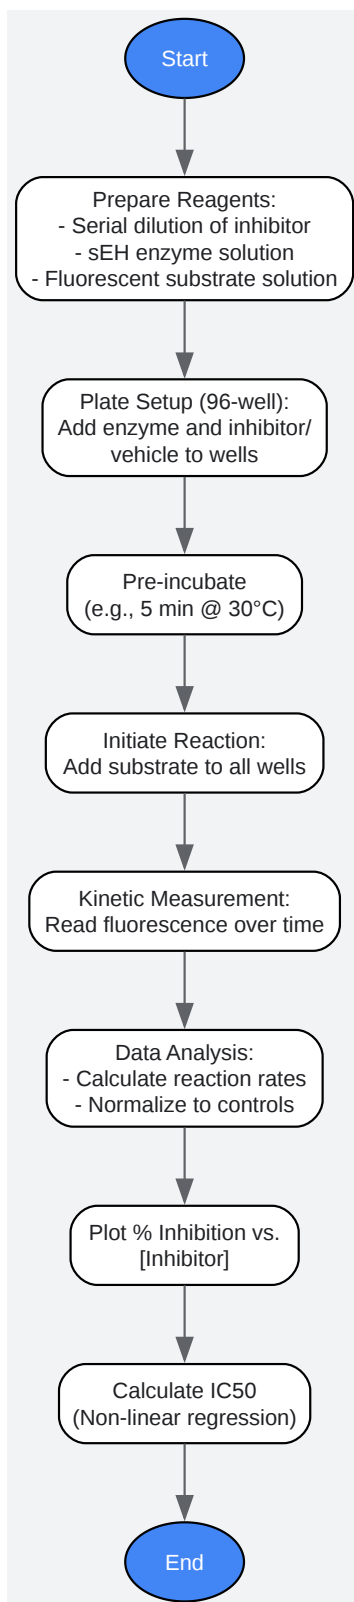 Start
Prepare Reagents:
- Serial dilution of inhibitor
- sEH enzyme solution
- Fluorescent substrate solution
Plate Setup (96-well):
Add enzyme and inhibitor/
vehicle to wells
Pre-incubate
(e.g., 5 min @ 30°C)
Initiate Reaction:
Add substrate to all wells
Kinetic Measurement:
Read fluorescence over time
Data Analysis:
- Calculate reaction rates
- Normalize to controls
Plot % Inhibition vs.
[Inhibitor]
Calculate IC50
(Non-linear regression)
End